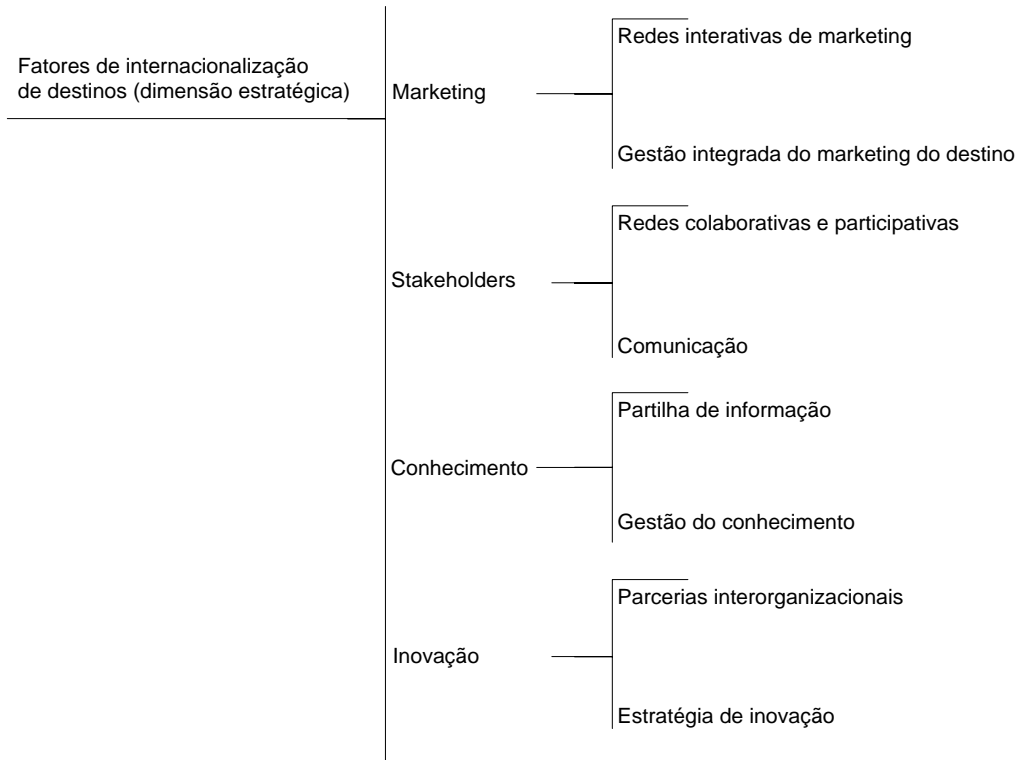 Fatores de internacionalização
de destinos (dimensão estratégica)
Marketing
Redes interativas de marketing
Gestão integrada do marketing do destino
Stakeholders
Redes colaborativas e participativas
Comunicação
Conhecimento
Partilha de informação
Gestão do conhecimento
Inovação
Parcerias interorganizacionais
Estratégia de inovação